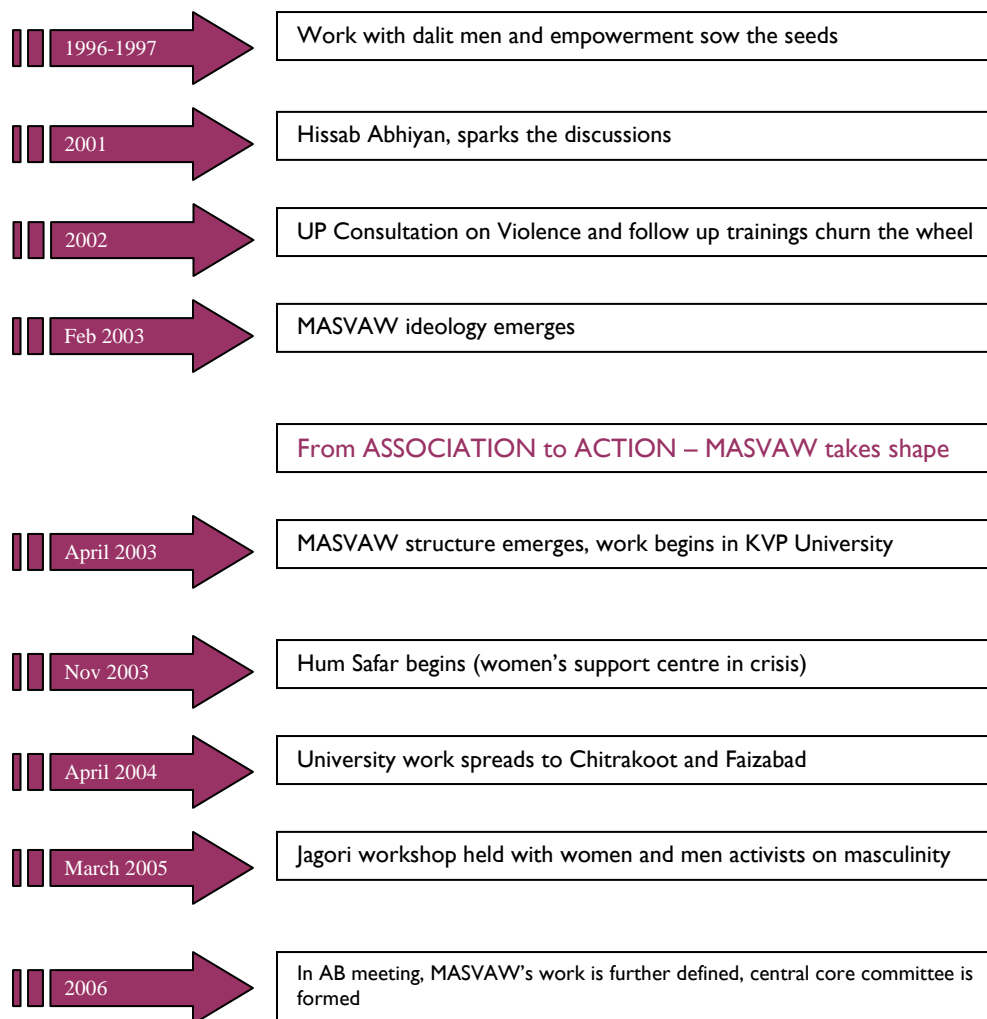 1996-1997
Work with dalit men and empowerment sow the seeds
2001
Hissab Abhiyan, sparks the discussions
2002
UP Consultation on Violence and follow up trainings churn the wheel
Feb 2003
MASVAW ideology emerges
From ASSOCIATION to ACTION – MASVAW takes shape
April 2003
MASVAW structure emerges, work begins in KVP University
Nov 2003
Hum Safar begins (women’s support centre in crisis)
April 2004
University work spreads to Chitrakoot and Faizabad
March 2005
Jagori workshop held with women and men activists on masculinity
2006
In AB meeting, MASVAW’s work is further defined, central core committee is
formed